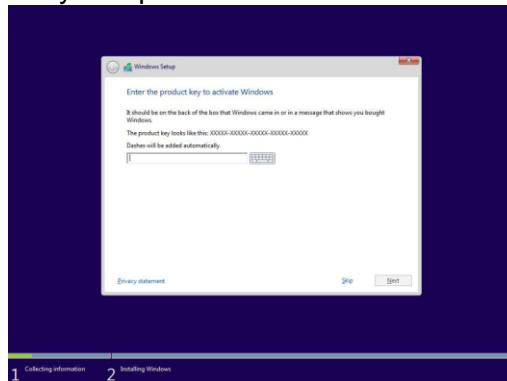 Windows Setup
Enter the product key to activate Windows
It should be on the back of the box that Windows came in or in a message that shows you bought
Windows.
The product key looks like this: XXXXX-XXXXX-XXXXX-XXXXX-XXXXX
Dashes will be added automatically.
Privacy statement
Skip
Next
1 Collecting information
2 Installing Windows